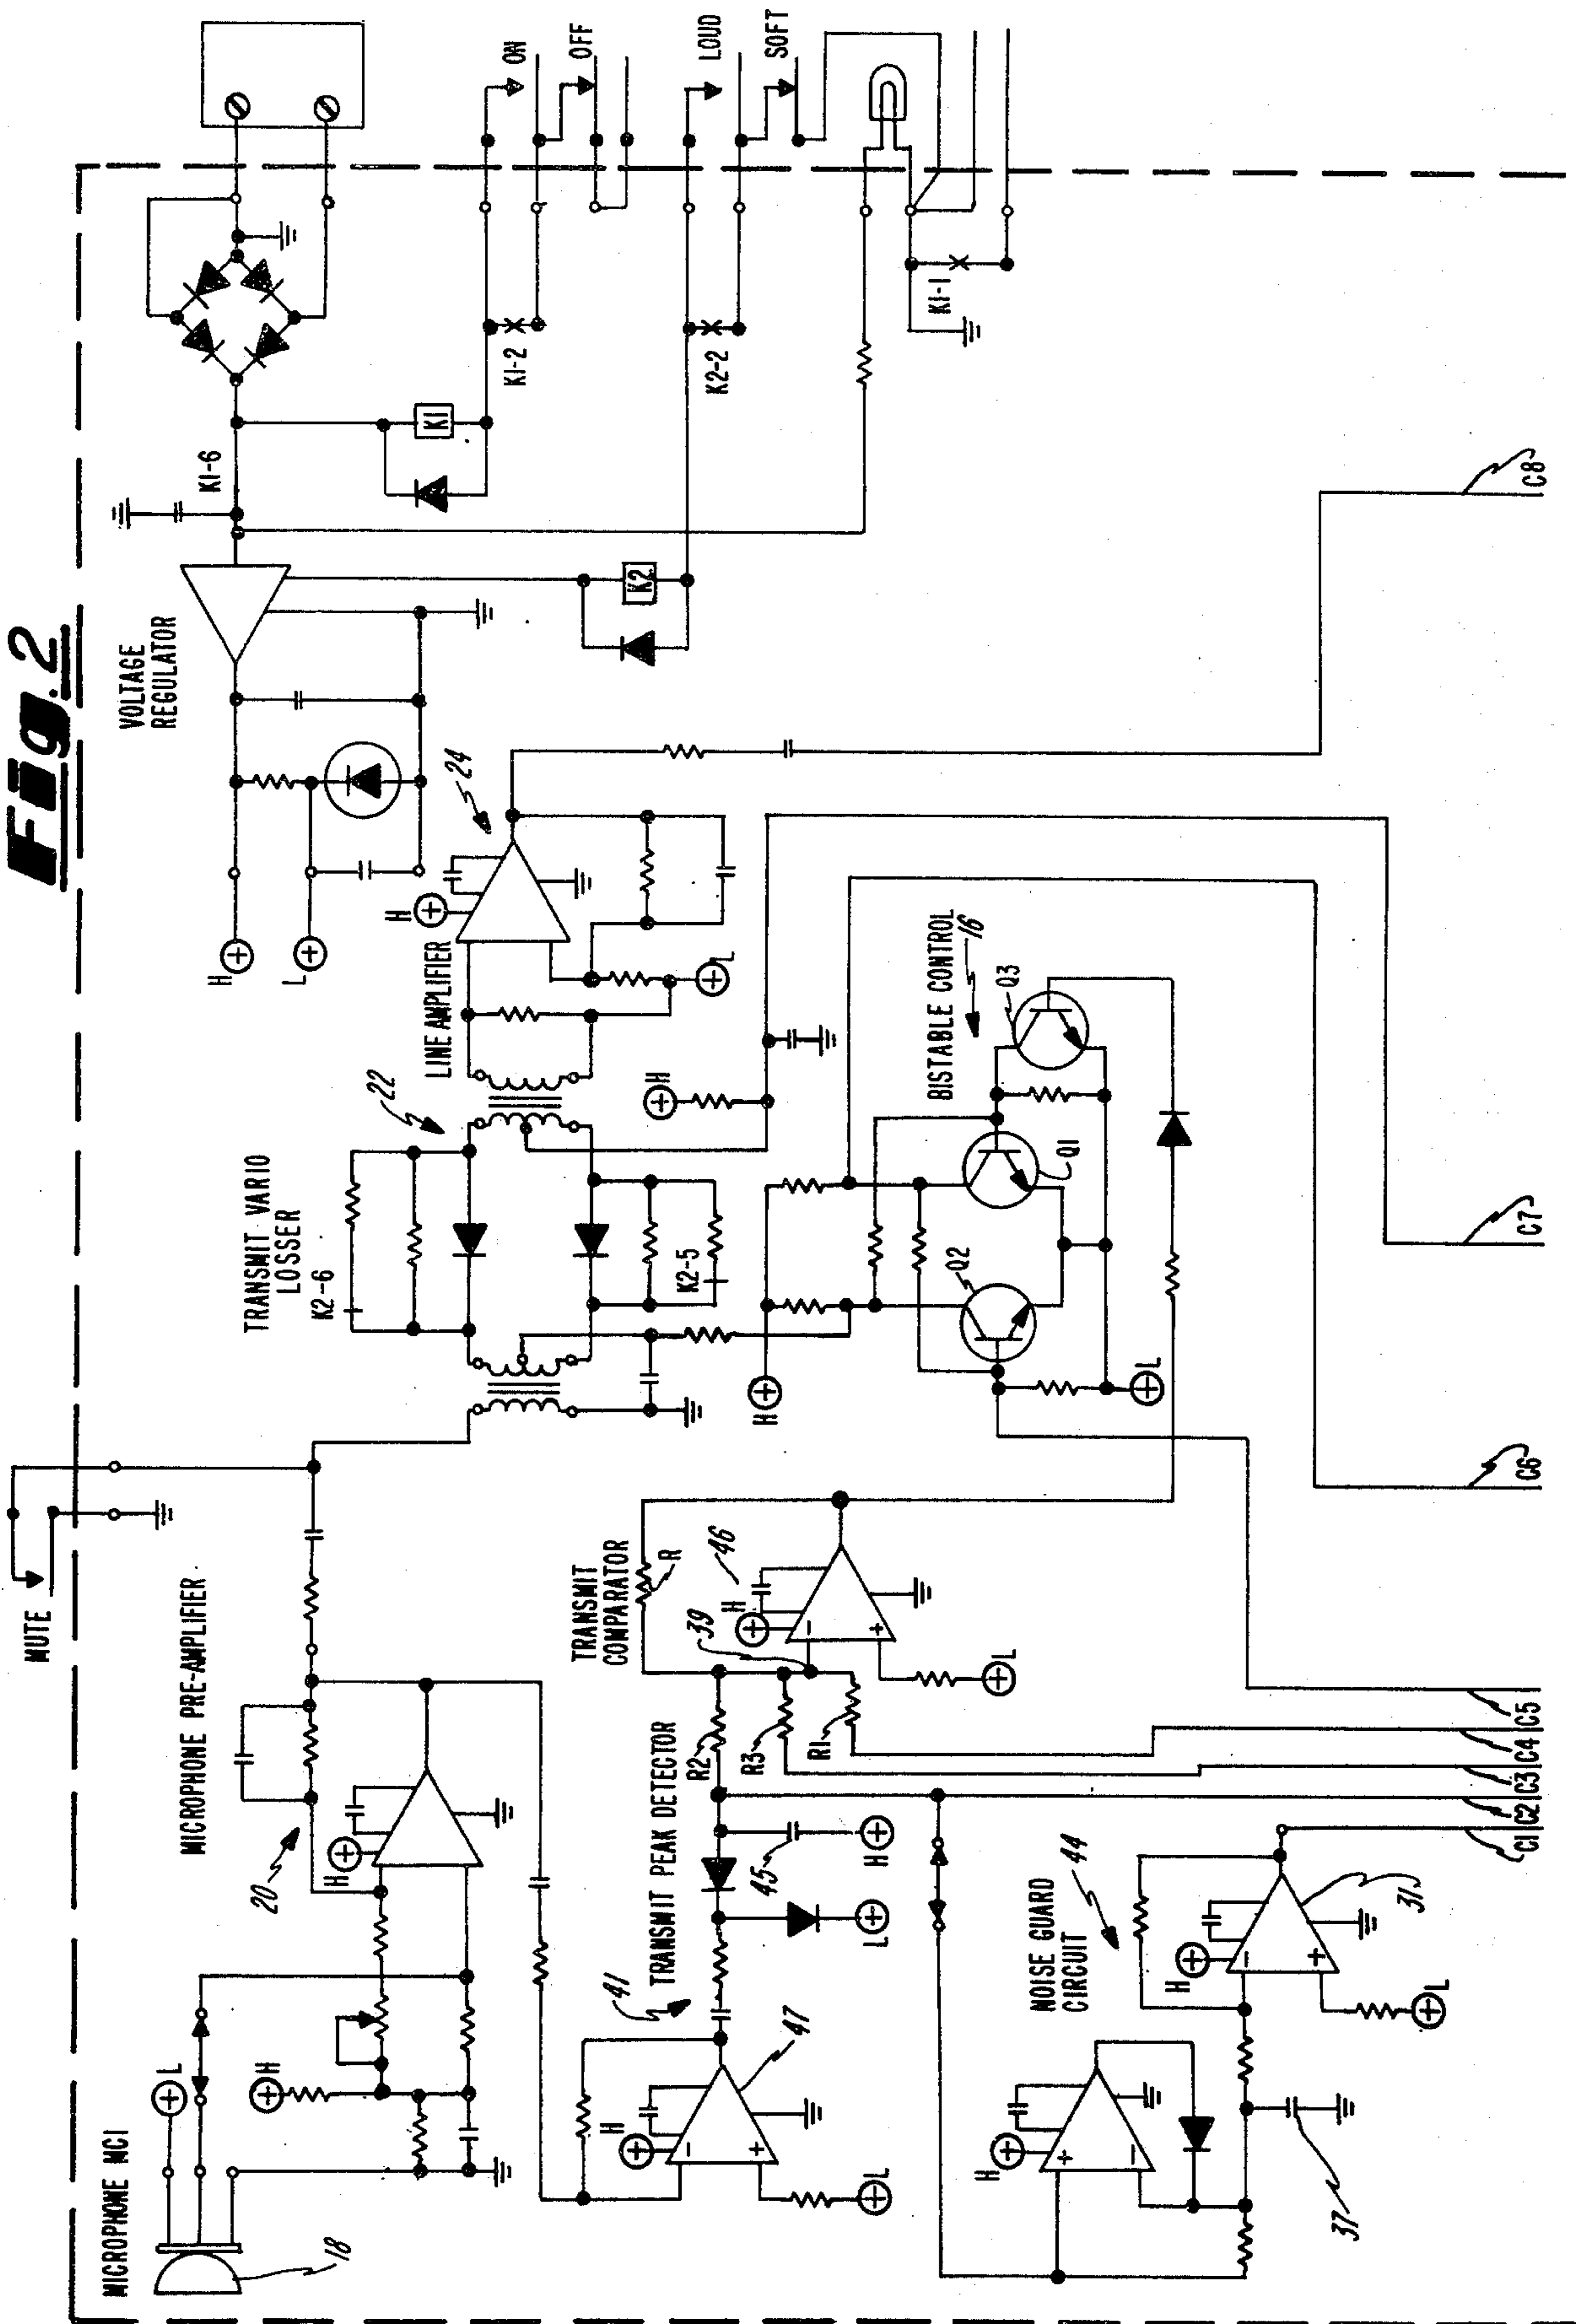 Fig. 2
MUTE
MICROPHONE MC1
18
L
H
MICROPHONE PRE-AMPLIFIER
20
H
TRANSMIT VARIO
LOSSER
K2-6
22
K2-5
LINE AMPLIFIER
24
H
L
H
H
L
VOLTAGE
REGULATOR
K1-6
K1
K2
K1-2
K2-2
K1-1
ON
OFF
LOUD
SOFT
41
TRANSMIT PEAK DETECTOR
47
H
-
+
L
L
45
H
R2
R3
R1
TRANSMIT
COMPARATOR
R
39
46
H
-
+
L
BISTABLE CONTROL
16
H
Q2
Q1
Q3
L
NOISE GUARD
CIRCUIT
44
H
+
-
37
H
-
+
L
31
C1
C2
C3
C4
C5
C6
C7
C8